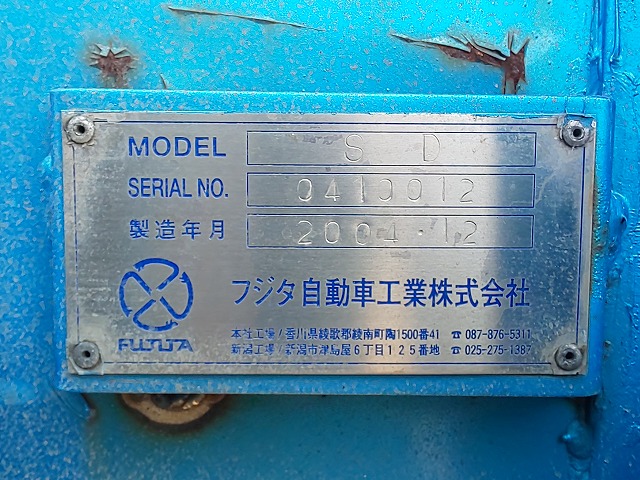 MODEL S D
SERIAL NO. 0410012
製造年月 2004・12
フジタ自動車工業株式会社
FUJITA
本社工場/香川県綾歌郡綾南町陶1500番41 ☎087-876-5311
新潟工場/新潟市津島屋6丁目125番地 ☎025-275-1387